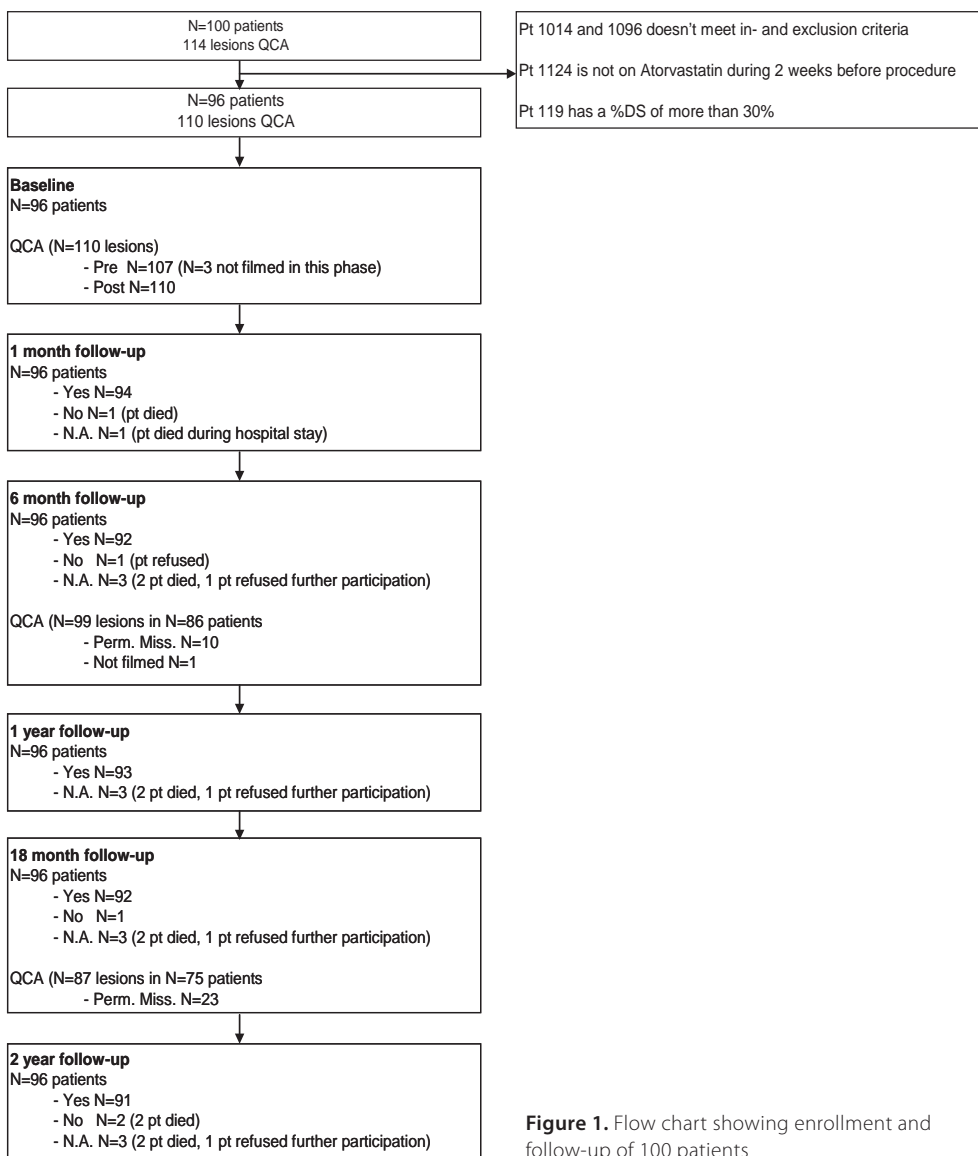 N=100 patients
114 lesions QCA
Pt 1014 and 1096 doesn't meet in- and exclusion criteria
Pt 1124 is not on Atorvastatin during 2 weeks before procedure
Pt 119 has a %DS of more than 30%
N=96 patients
110 lesions QCA
Baseline
N=96 patients
QCA (N=110 lesions)
- Pre N=107 (N=3 not filmed in this phase)
- Post N=110
1 month follow-up
N=96 patients
- Yes N=94
- No N=1 (pt died)
- N.A. N=1 (pt died during hospital stay)
6 month follow-up
N=96 patients
- Yes N=92
- No N=1 (pt refused)
- N.A. N=3 (2 pt died, 1 pt refused further participation)
QCA (N=99 lesions in N=86 patients
- Perm. Miss. N=10
- Not filmed N=1
1 year follow-up
N=96 patients
- Yes N=93
- N.A. N=3 (2 pt died, 1 pt refused further participation)
18 month follow-up
N=96 patients
- Yes N=92
- No N=1
- N.A. N=3 (2 pt died, 1 pt refused further participation)
QCA (N=87 lesions in N=75 patients
- Perm. Miss. N=23
2 year follow-up
N=96 patients
- Yes N=91
- No N=2 (2 pt died)
- N.A. N=3 (2 pt died, 1 pt refused further participation)
Figure 1. Flow chart showing enrollment and
follow-up of 100 patients